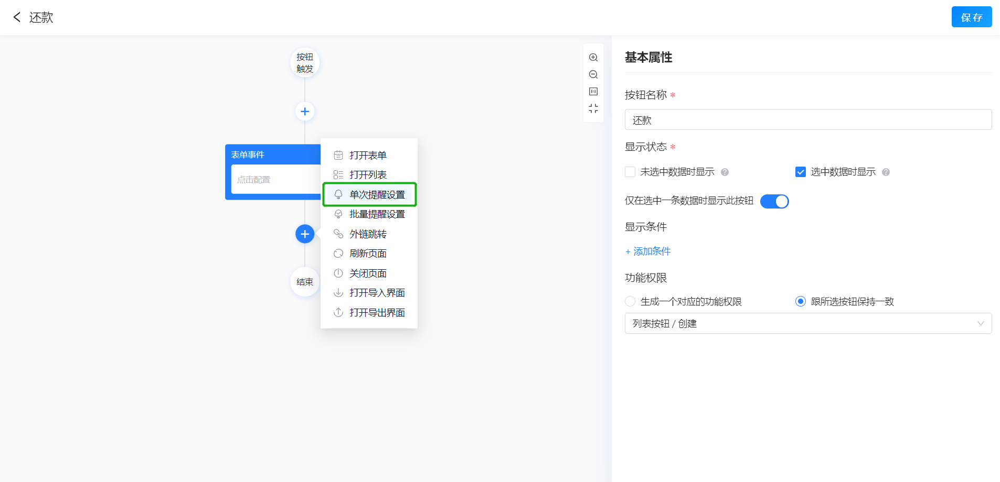 还款
保存
按钮
触发
表单事件
点击配置
结束
打开表单
打开列表
单次提醒设置
批量提醒设置
外链跳转
刷新页面
关闭页面
打开导入界面
打开导出界面
基本属性
按钮名称 *
还款
显示状态 *
未选中数据时显示 ?
选中数据时显示 ?
仅在选中一条数据时显示此按钮
显示条件
+ 添加条件
功能权限
生成一个对应的功能权限
跟所选按钮保持一致
列表按钮 / 创建